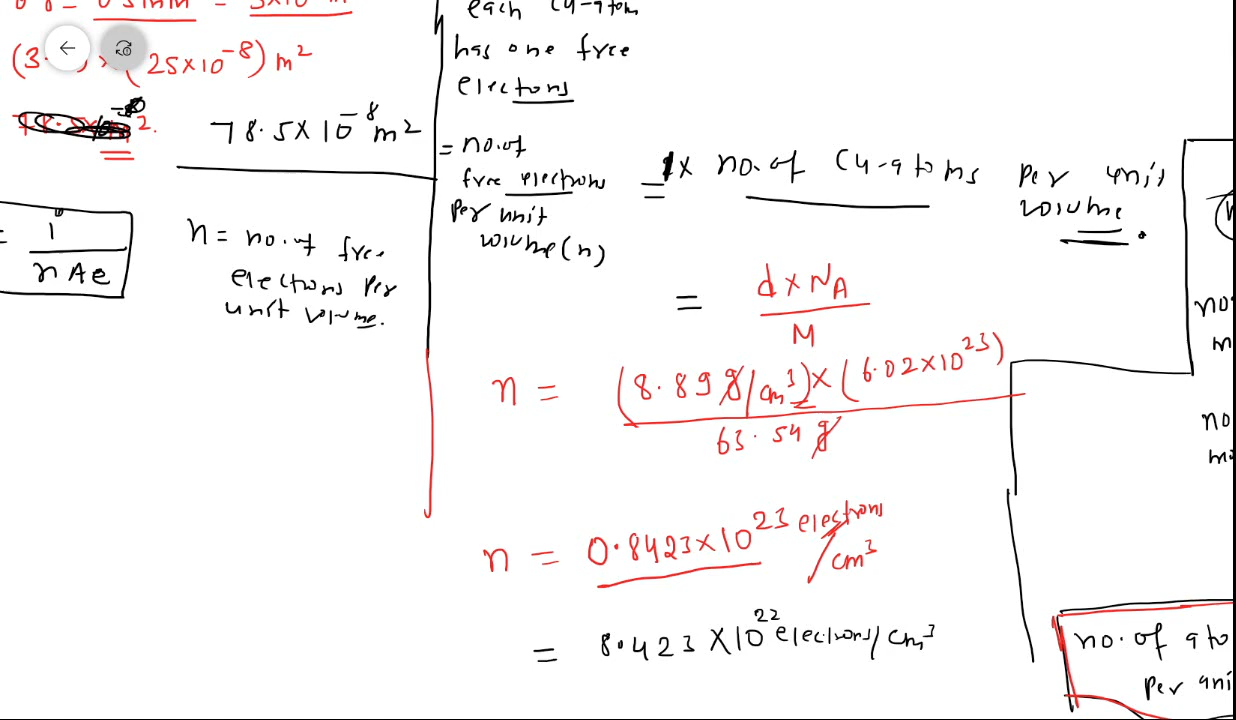 = 0.5mm =
(25×10⁻⁸) m²
78.5×10⁻⁸ m²
= i
n A e
n = no. of free
electrons per
unit volume.
each Cu-atom
has one free
electons
= no. of
free electrons
per unit
volume (n)
= 1× no. of Cu-atoms per unit
volume.
= d × N_A
M
n = (8.89 g/cm³) × (6.02×10²³)
63.54 g
n = 0.8423×10²³ electrons
/cm³
= 8.423 ×10²² electrons/cm³
no. of ato
per uni